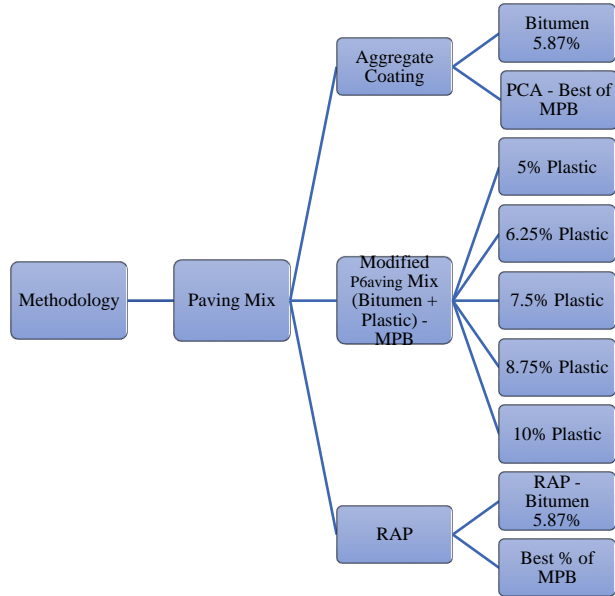 Methodology
Paving Mix
Aggregate
Coating
Bitumen
5.87%
PCA - Best of
MPB
Modified
P6aving Mix
(Bitumen +
Plastic) -
MPB
5% Plastic
6.25% Plastic
7.5% Plastic
8.75% Plastic
10% Plastic
RAP
RAP -
Bitumen
5.87%
Best % of
MPB